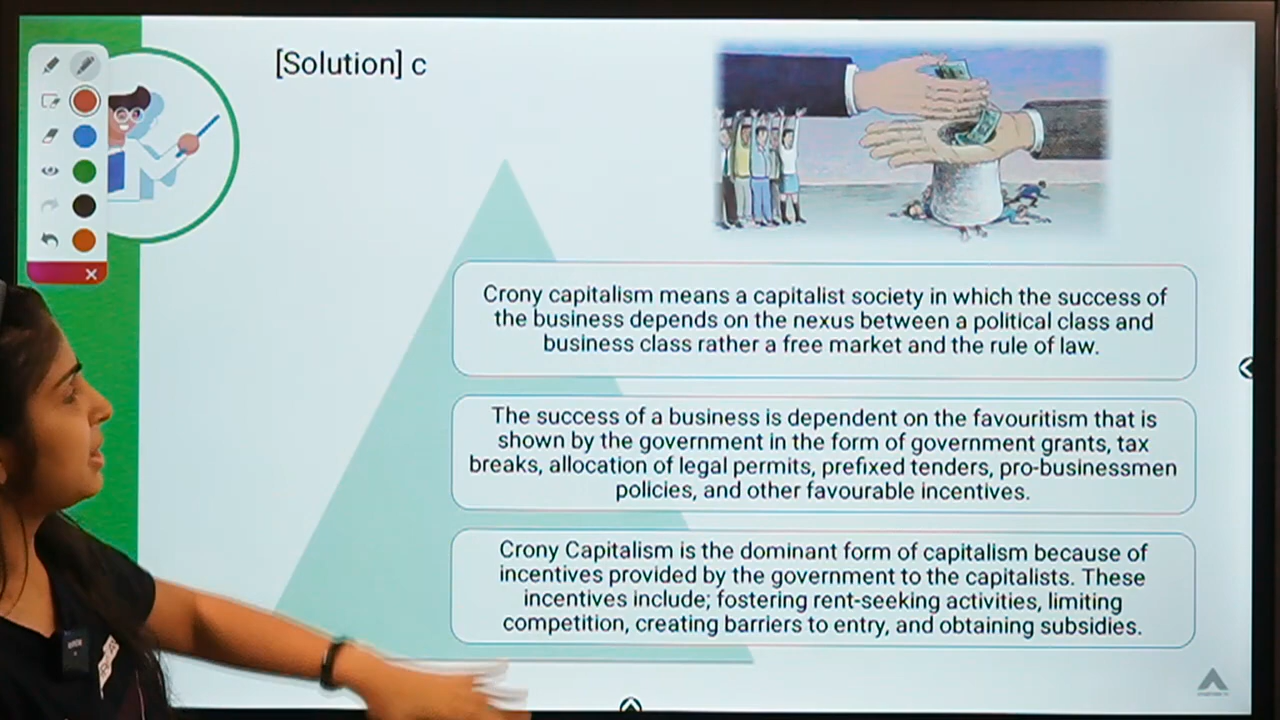 [Solution] c
Crony capitalism means a capitalist society in which the success of
the business depends on the nexus between a political class and
business class rather a free market and the rule of law.
The success of a business is dependent on the favouritism that is
shown by the government in the form of government grants, tax
breaks, allocation of legal permits, prefixed tenders, pro-businessmen
policies, and other favourable incentives.
Crony Capitalism is the dominant form of capitalism because of
incentives provided by the government to the capitalists. These
incentives include; fostering rent-seeking activities, limiting
competition, creating barriers to entry, and obtaining subsidies.